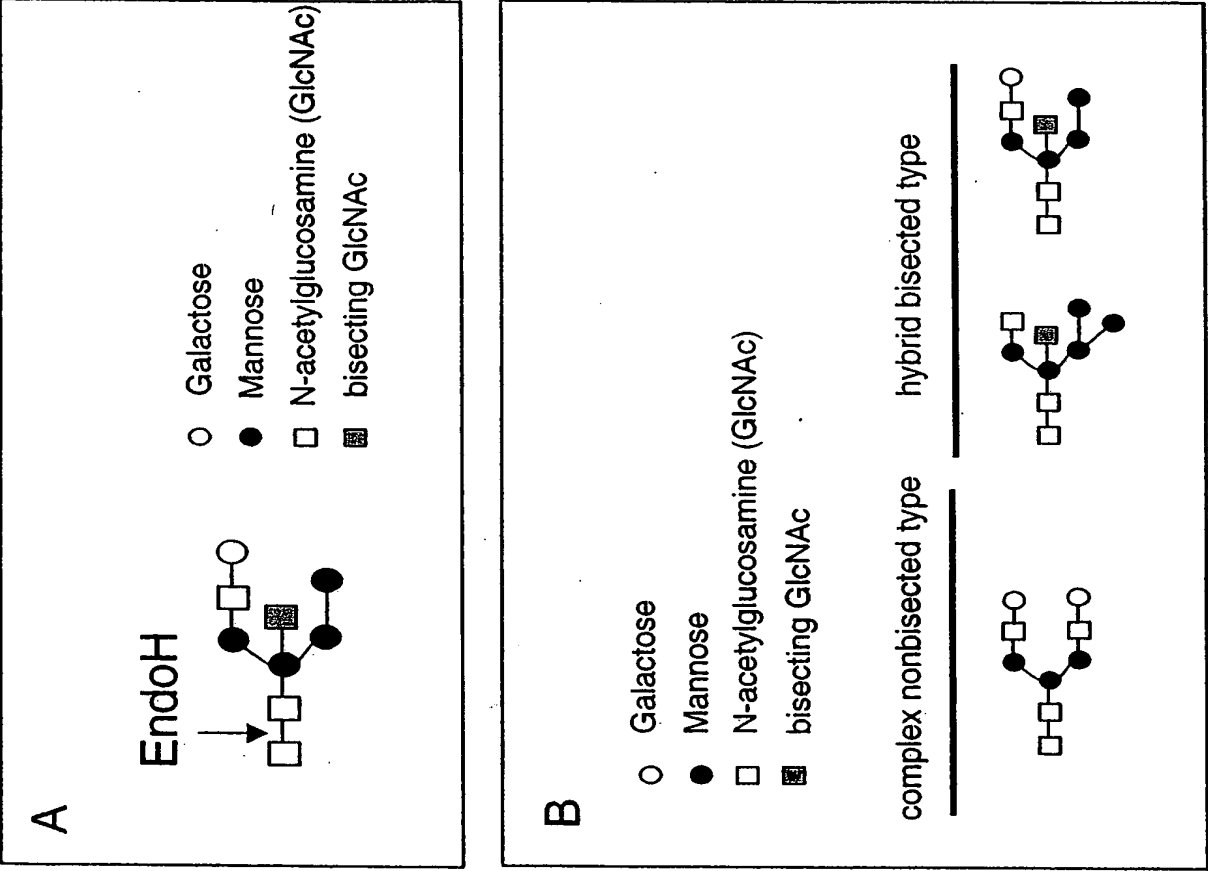 A
EndoH
Galactose
Mannose
N-acetylglucosamine (GlcNAc)
bisecting GlcNAc
B
Galactose
Mannose
N-acetylglucosamine (GlcNAc)
bisecting GlcNAc
complex nonbisected type
hybrid bisected type